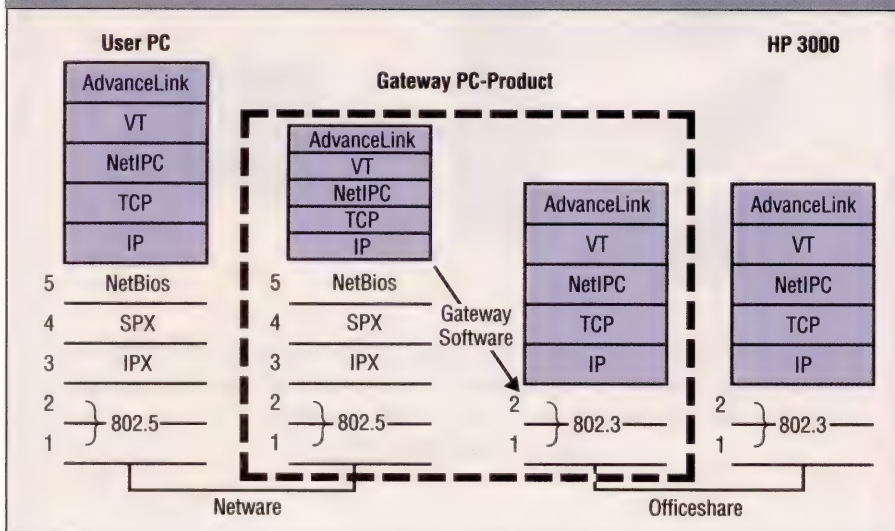 User PC
HP 3000
Gateway PC-Product
AdvanceLink
VT
NetIPC
TCP
IP
5 NetBios
4 SPX
3 IPX
2
802.5
1
AdvanceLink
VT
NetIPC
TCP
IP
5 NetBios
4 SPX
3 IPX
2
802.5
1
Gateway
Software
AdvanceLink
VT
NetIPC
TCP
IP
2
802.3
1
AdvanceLink
VT
NetIPC
TCP
IP
2
802.3
1
Netware
Officeshare